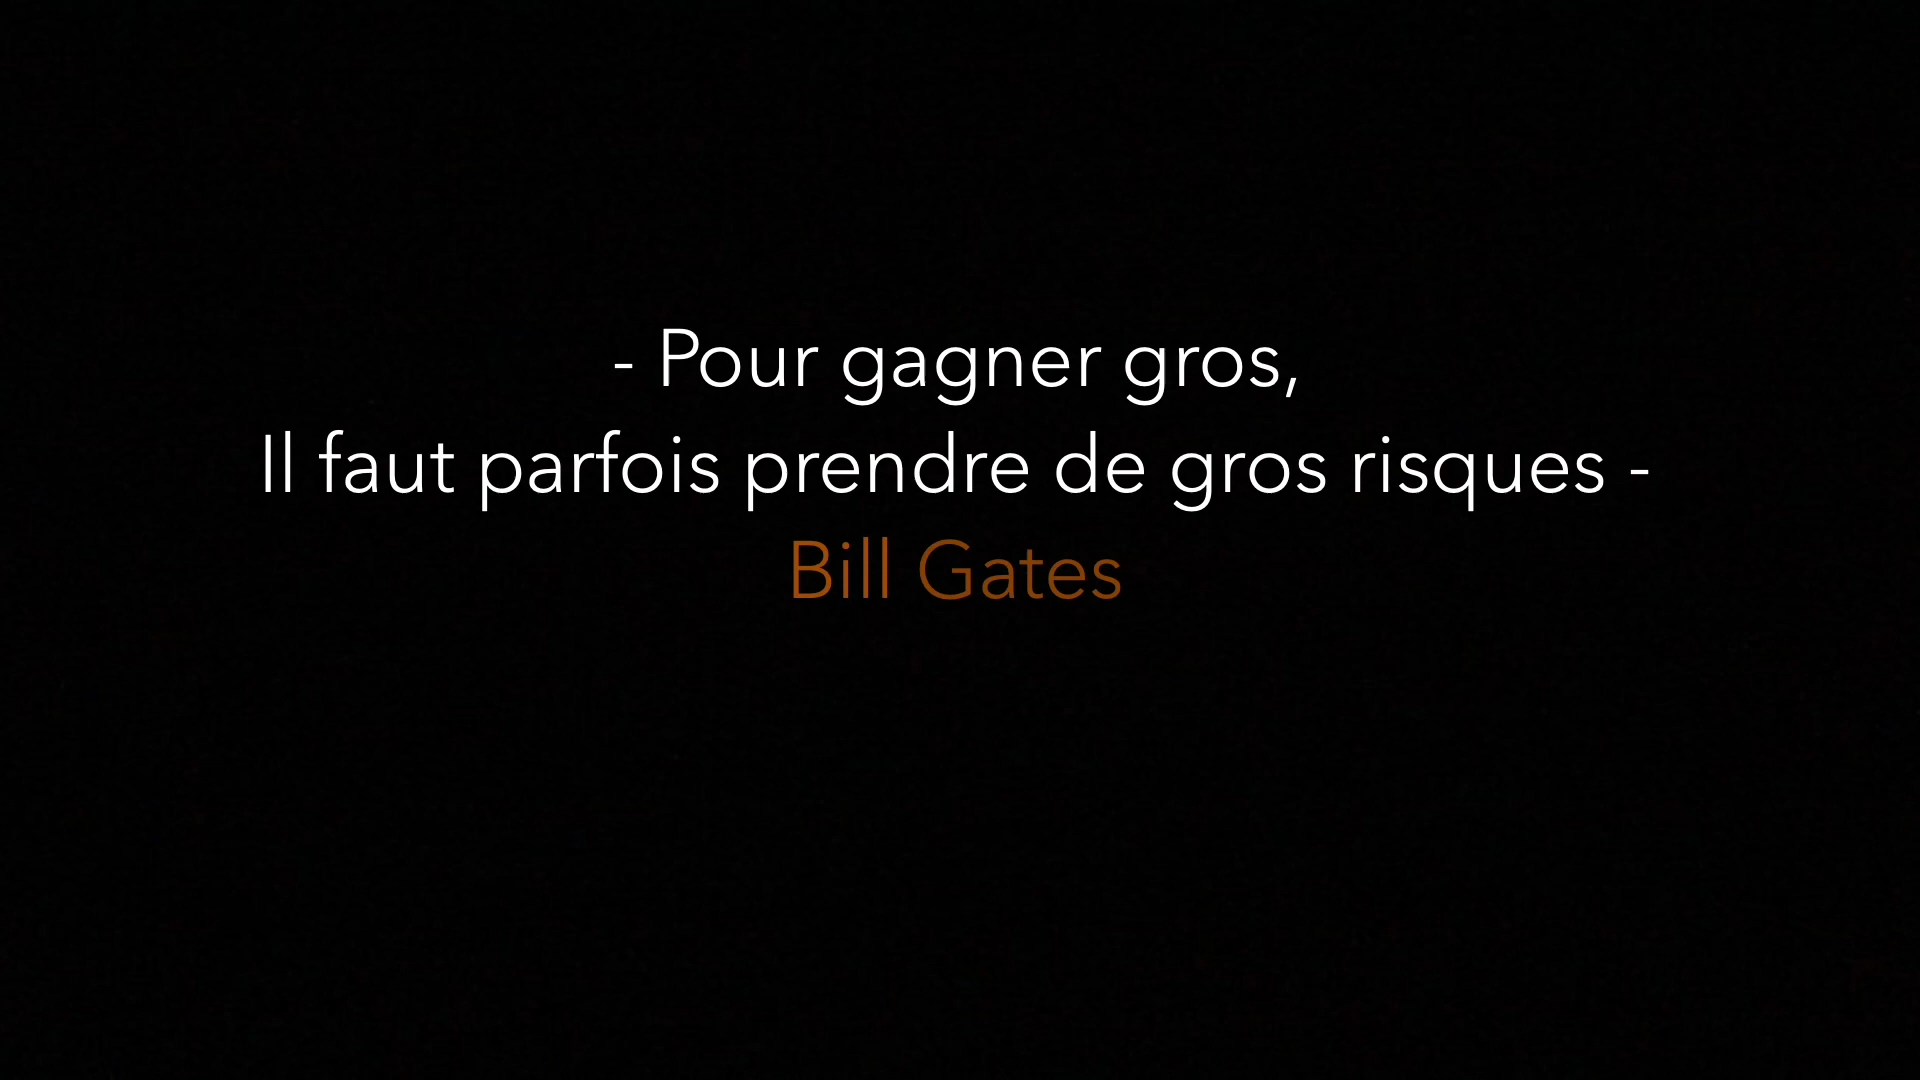 - Pour gagner gros,
Il faut parfois prendre de gros risques -
Bill Gates